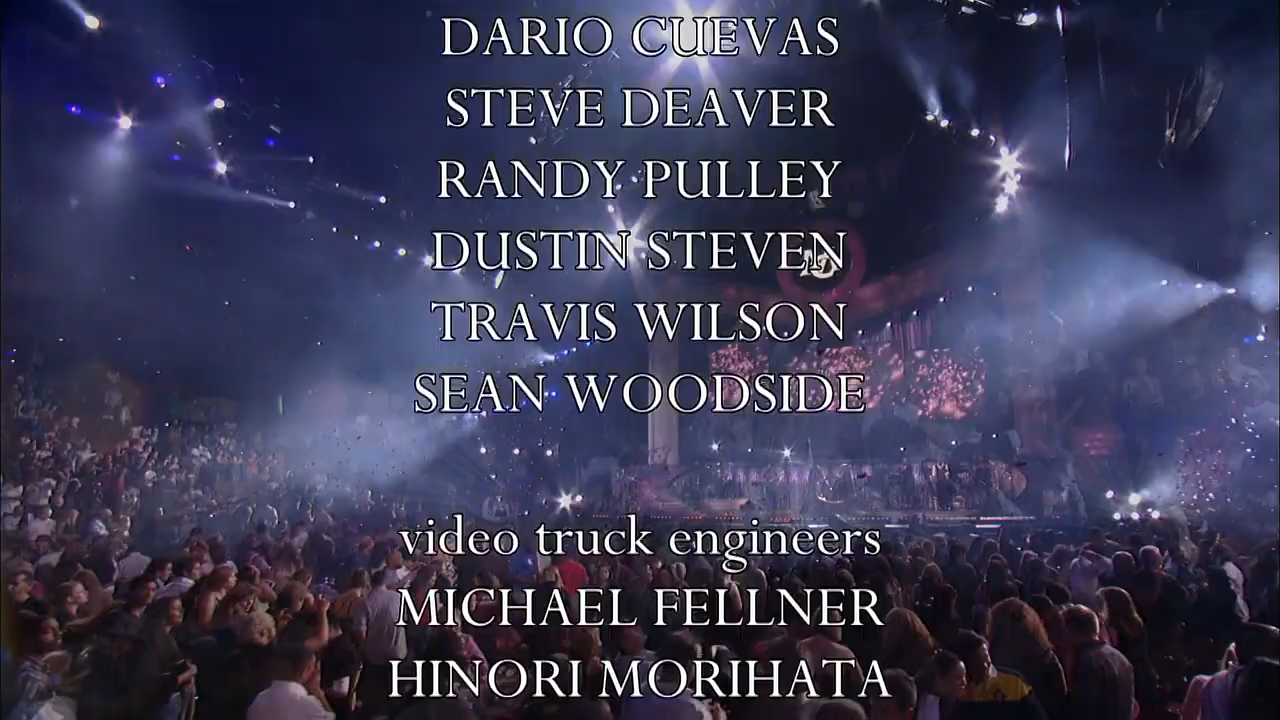 DARIO CUEVAS
STEVE DEAVER
RANDY PULLEY
DUSTIN STEVEN
TRAVIS WILSON
SEAN WOODSIDE
video truck engineers
MICHAEL FELLNER
HINORI MORIHATA